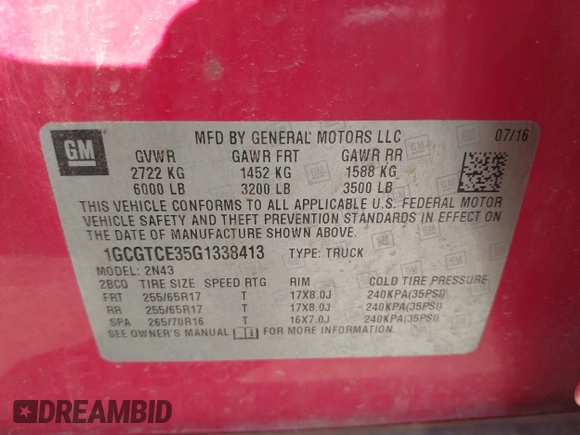 GM
MFD BY GENERAL MOTORS LLC 07/16
GVWR GAWR FRT GAWR RR
2722 KG 1452 KG 1588 KG
6000 LB 3200 LB 3500 LB
THIS VEHICLE CONFORMS TO ALL APPLICABLE U.S. FEDERAL MOTOR
VEHICLE SAFETY AND THEFT PREVENTION STANDARDS IN EFFECT ON
THE DATE OF MANUFACTURE SHOWN ABOVE.
1GCGTCE35G1338413 TYPE: TRUCK
MODEL: 2N43
2BCQ TIRE SIZE SPEED RTG RIM COLD TIRE PRESSURE
FRT 255/65R17 T 17X8.0J 240KPA(35PSI)
RR 255/65R17 T 17X8.0J 240KPA(35PSI)
SPA 265/70R16 T 16X7.0J 240KPA(35PSI)
SEE OWNER'S MANUAL FOR MORE INFORMATION
DREAMBID